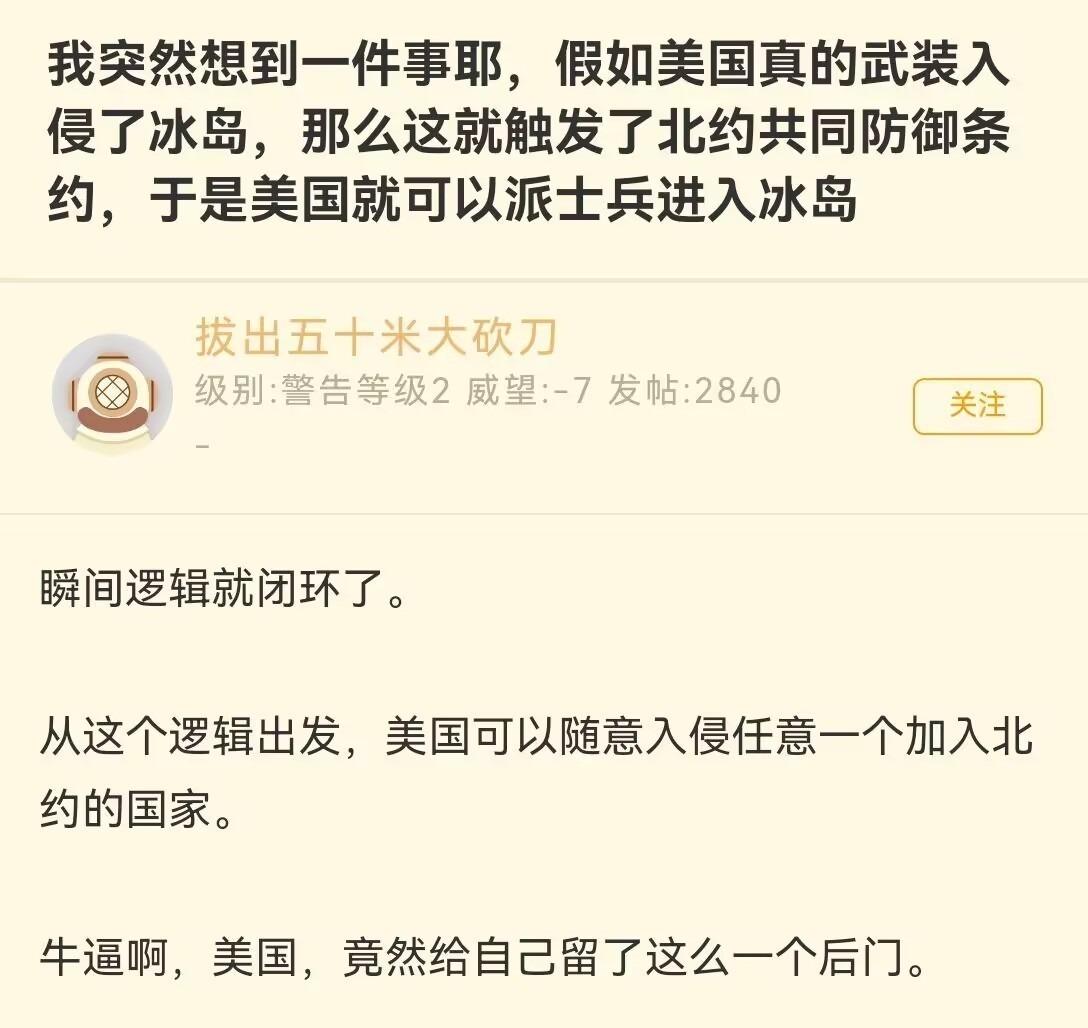 我突然想到一件事耶，假如美国真的武装入
侵了冰岛，那么这就触发了北约共同防御条
约，于是美国就可以派士兵进入冰岛
拔出五十米大砍刀
级别:警告等级2 威望:-7 发帖:2840
-
关注
瞬间逻辑就闭环了。
从这个逻辑出发，美国可以随意入侵任意一个加入北
约的国家。
牛逼啊，美国，竟然给自己留了这么一个后门。